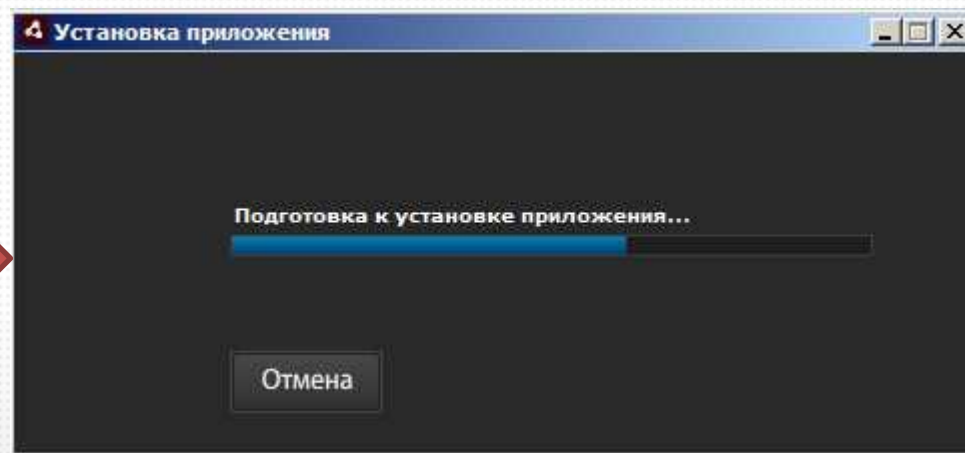 Установка приложения
Подготовка к установке приложения...
Отмена